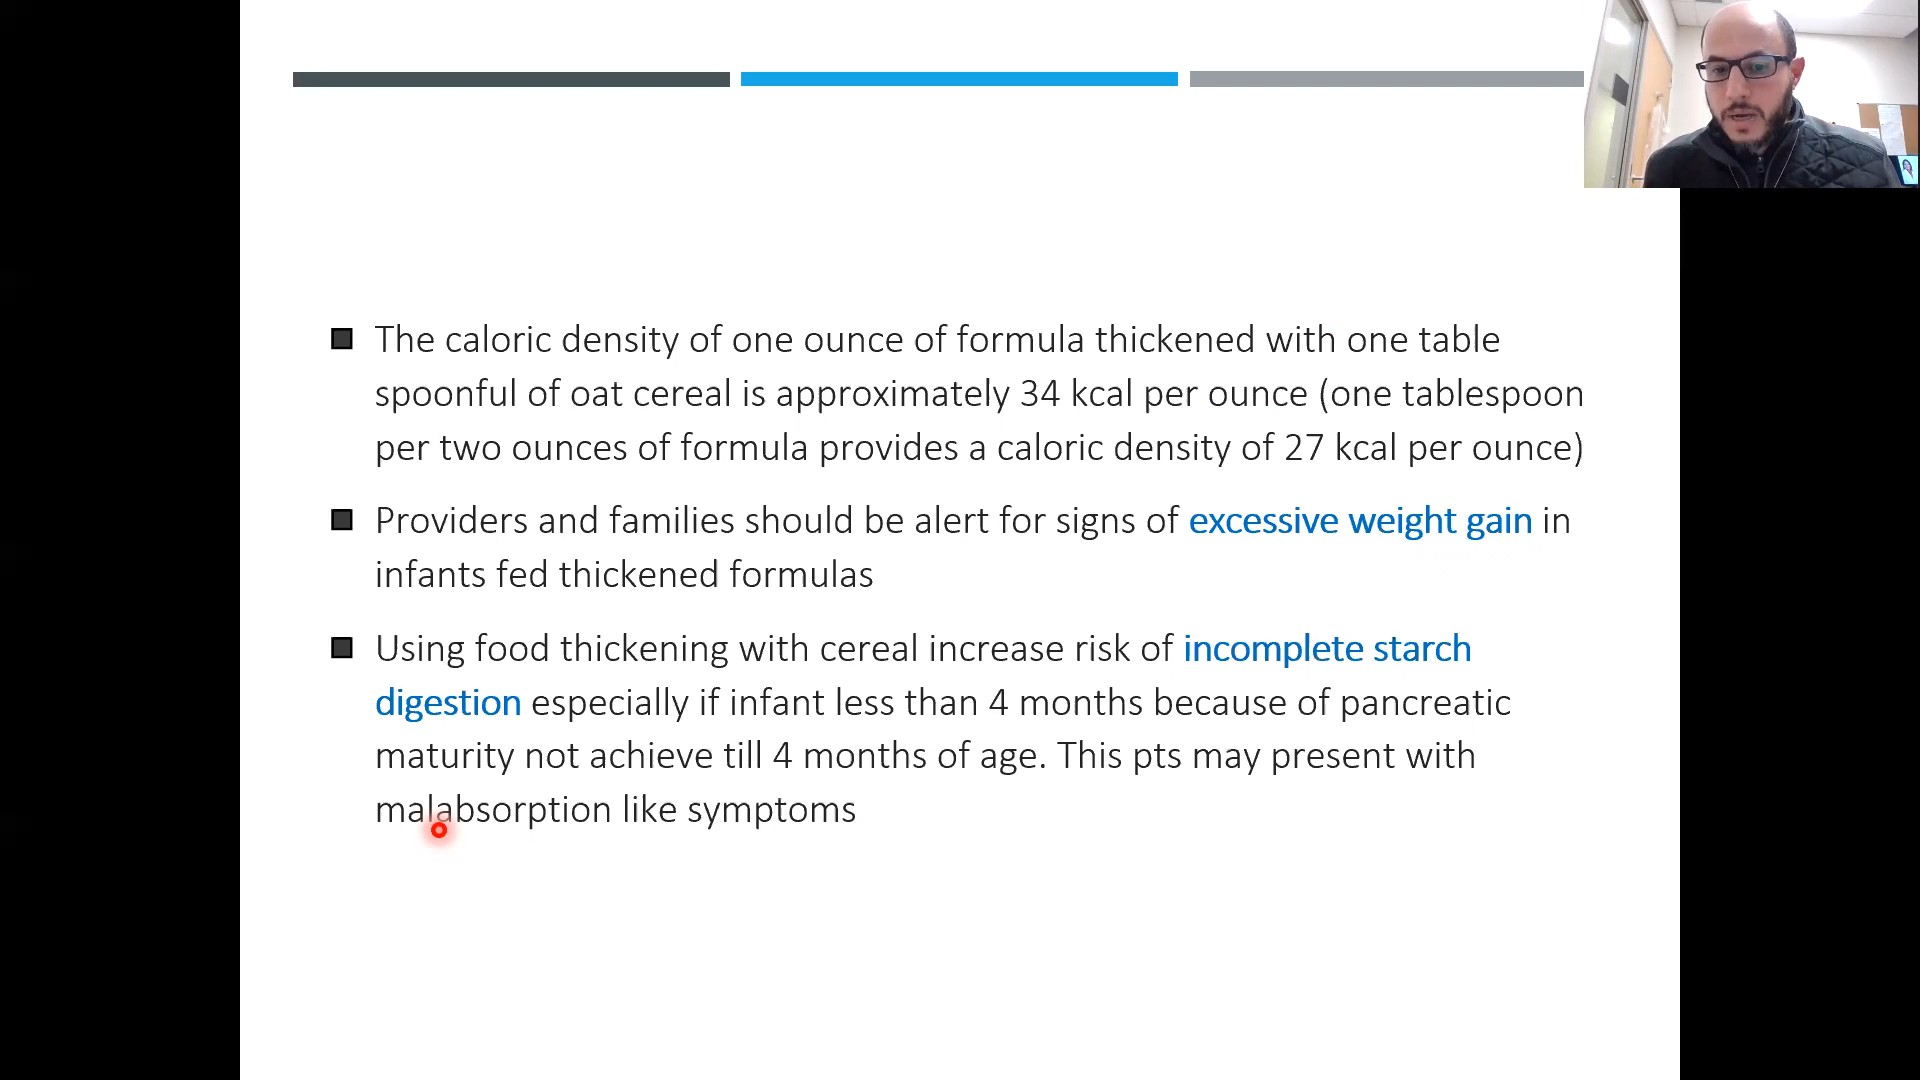 The caloric density of one ounce of formula thickened with one table
spoonful of oat cereal is approximately 34 kcal per ounce (one tablespoon
per two ounces of formula provides a caloric density of 27 kcal per ounce)
Providers and families should be alert for signs of excessive weight gain in
infants fed thickened formulas
Using food thickening with cereal increase risk of incomplete starch
digestion especially if infant less than 4 months because of pancreatic
maturity not achieve till 4 months of age. This pts may present with
malabsorption like symptoms